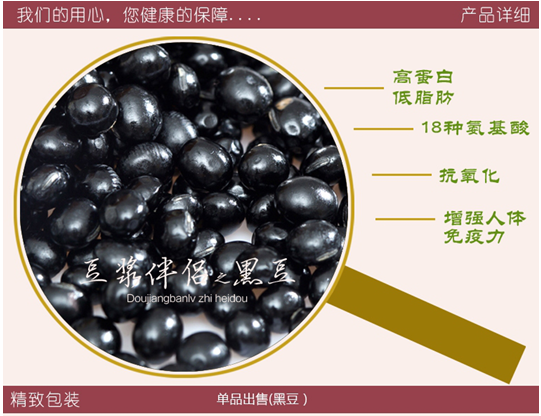 我们的用心，您健康的保障....
产品详细
高蛋白
低脂肪
18种氨基酸
抗氧化
增强人体
免疫力
豆浆伴侣之黑豆
Doujiangbanlv zhi heidou
精致包装
单品出售(黑豆)